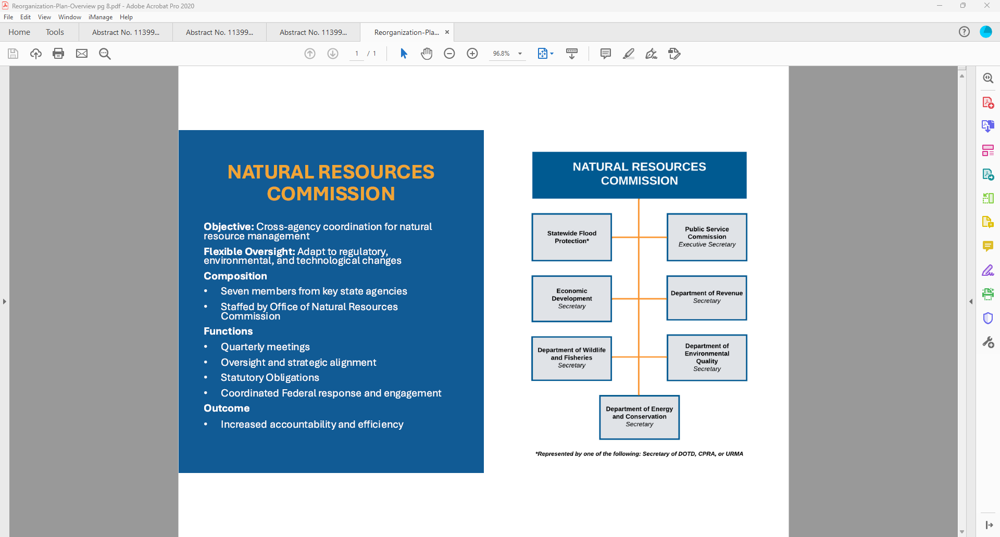 Reorganization-Plan-Overview pg 8.pdf - Adobe Acrobat Pro 2020
File Edit View Window iManage Help
Home Tools Abstract No. 11399... Abstract No. 11399... Abstract No. 11399... Reorganization-Pla... ×
1 / 1 96.8%
NATURAL RESOURCES
COMMISSION
Objective: Cross-agency coordination for natural
resource management
Flexible Oversight: Adapt to regulatory,
environmental, and technological changes
Composition
• Seven members from key state agencies
• Staffed by Office of Natural Resources
Commission
Functions
• Quarterly meetings
• Oversight and strategic alignment
• Statutory Obligations
• Coordinated Federal response and engagement
Outcome
• Increased accountability and efficiency
NATURAL RESOURCES
COMMISSION
Statewide Flood
Protection*
Public Service
Commission
Executive Secretary
Economic
Development
Secretary
Department of Revenue
Secretary
Department of Wildlife
and Fisheries
Secretary
Department of
Environmental
Quality
Secretary
Department of Energy
and Conservation
Secretary
*Represented by one of the following: Secretary of DOTD, CPRA, or URMA